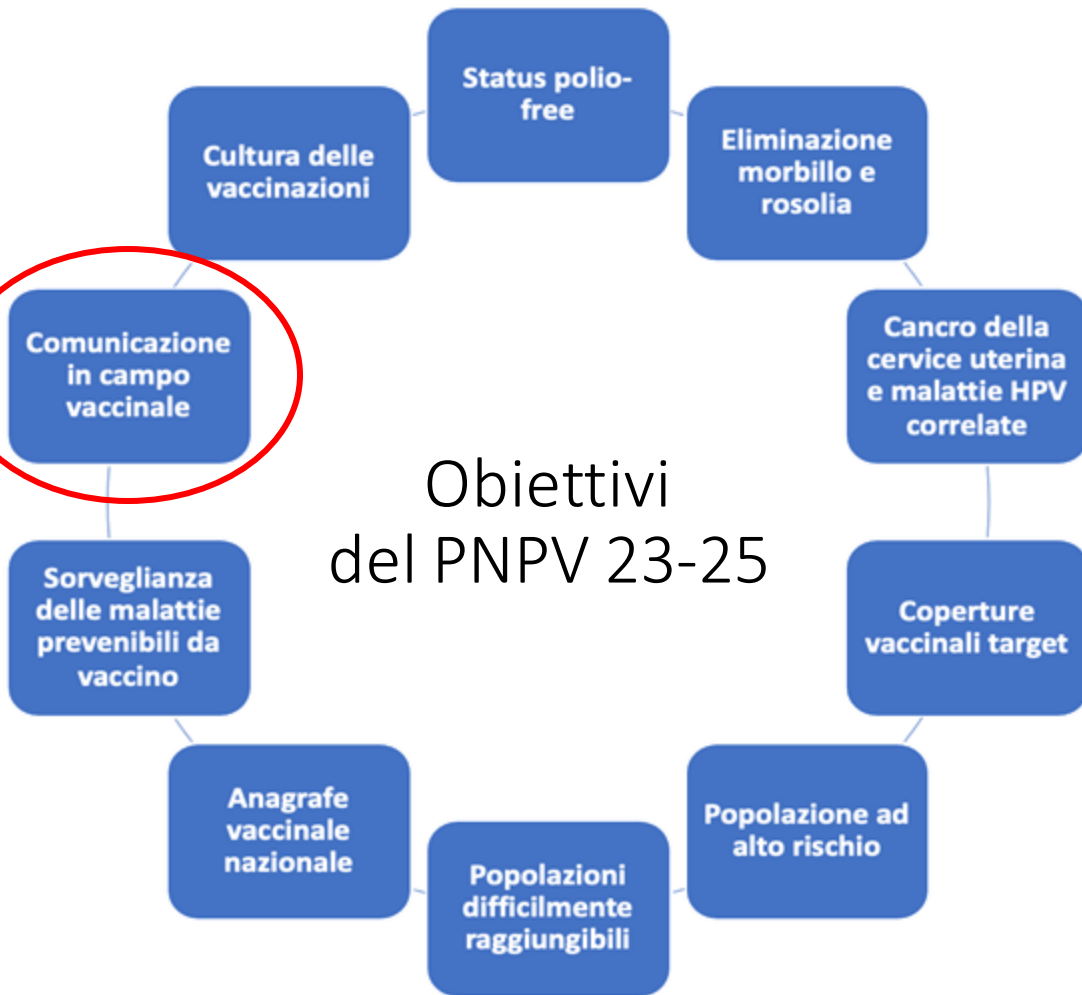 Status polio-
free
Eliminazione
morbillo e
rosolia
Cancro della
cervice uterina
e malattie HPV
correlate
Coperture
vaccinali target
Popolazione ad
alto rischio
Popolazioni
difficilmente
raggiungibili
Anagrafe
vaccinale
nazionale
Sorveglianza
delle malattie
prevenibili da
vaccino
Comunicazione
in campo
vaccinale
Cultura delle
vaccinazioni
Obiettivi
del PNPV 23-25